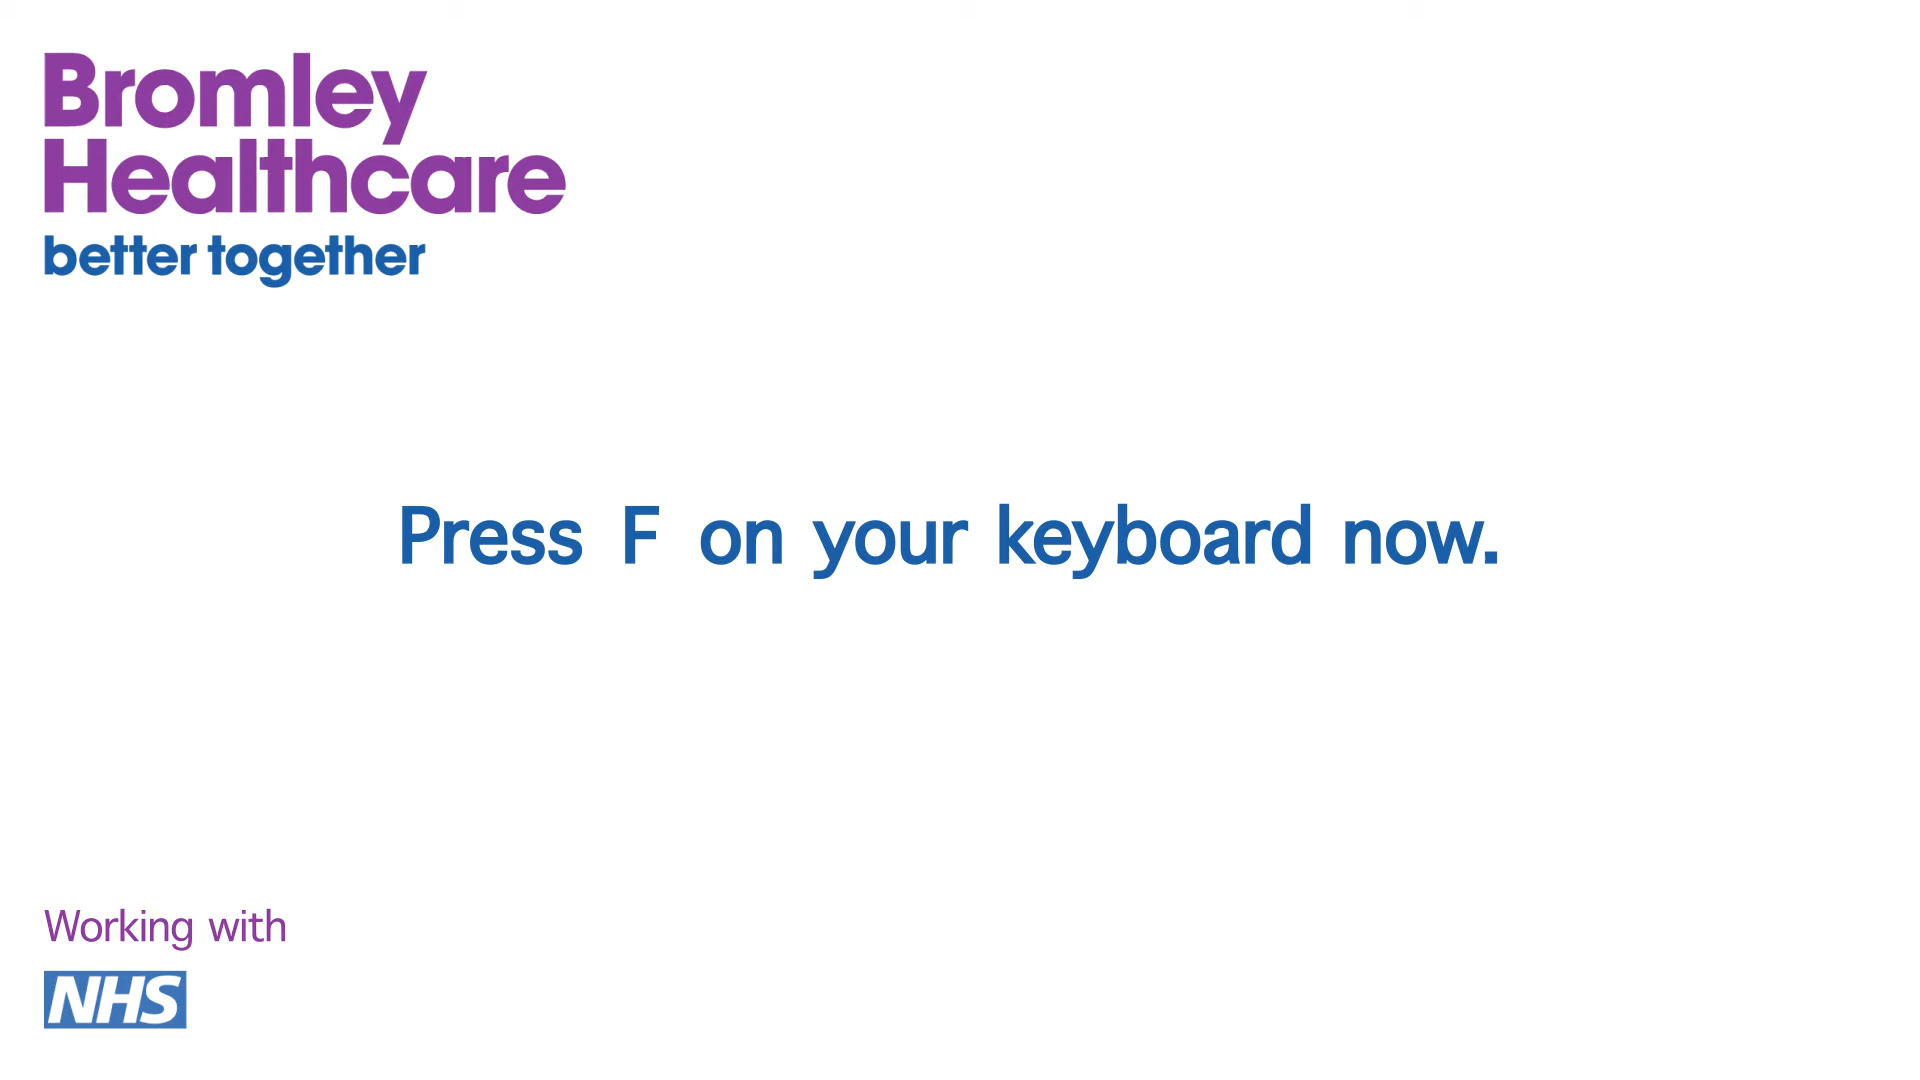 Bromley
Healthcare
better together
Press F on your keyboard now.
Working with
NHS